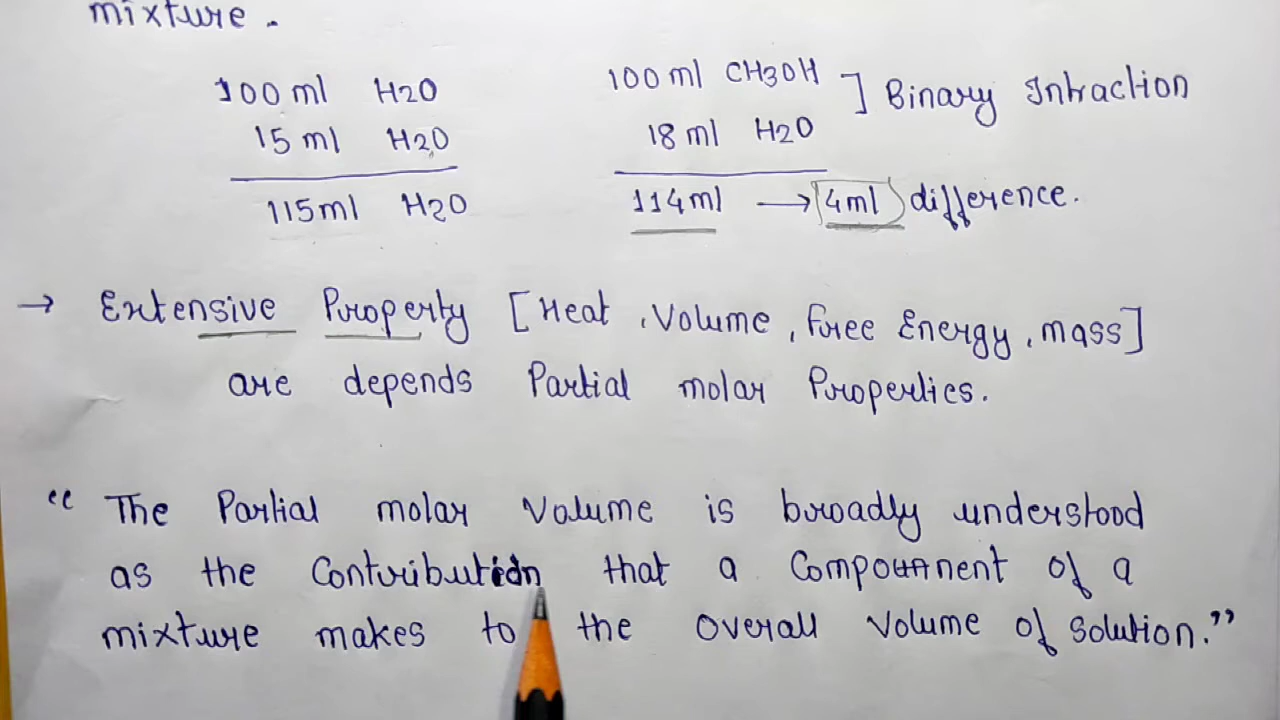 mixture.
100 ml H2O
15 ml H2O
115ml H2O
100 ml CH3OH ] Binary Intraction
18 ml H2O
114ml → 4ml difference.
→ Extensive Property [Heat, Volume, Free Energy, mass]
are depends Partial molar Properties.
“ The Partial molar Volume is broadly understood
as the Contribution that a Component of a
mixture makes to the overall Volume of solution.”